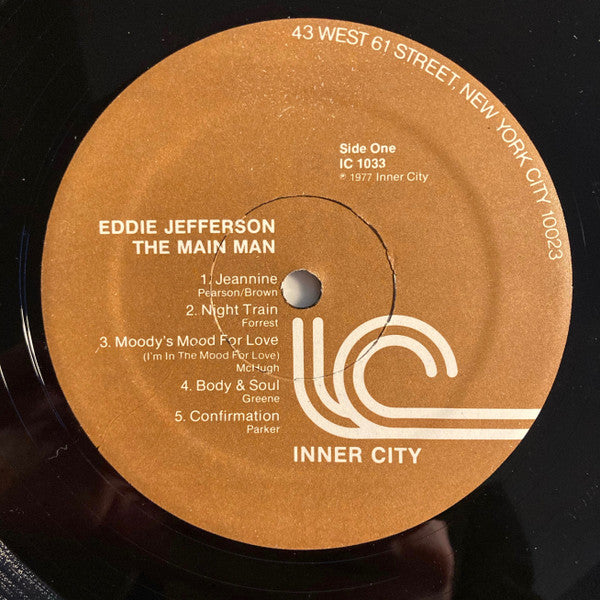 43 WEST 61 STREET, NEW YORK CITY 10023
Side One
IC 1033
℗ 1977 Inner City
EDDIE JEFFERSON
THE MAIN MAN
1. Jeannine
Pearson/Brown
2. Night Train
Forrest
3. Moody's Mood For Love
(I'm In The Mood For Love)
McHugh
4. Body & Soul
Greene
5. Confirmation
Parker
IC
INNER CITY